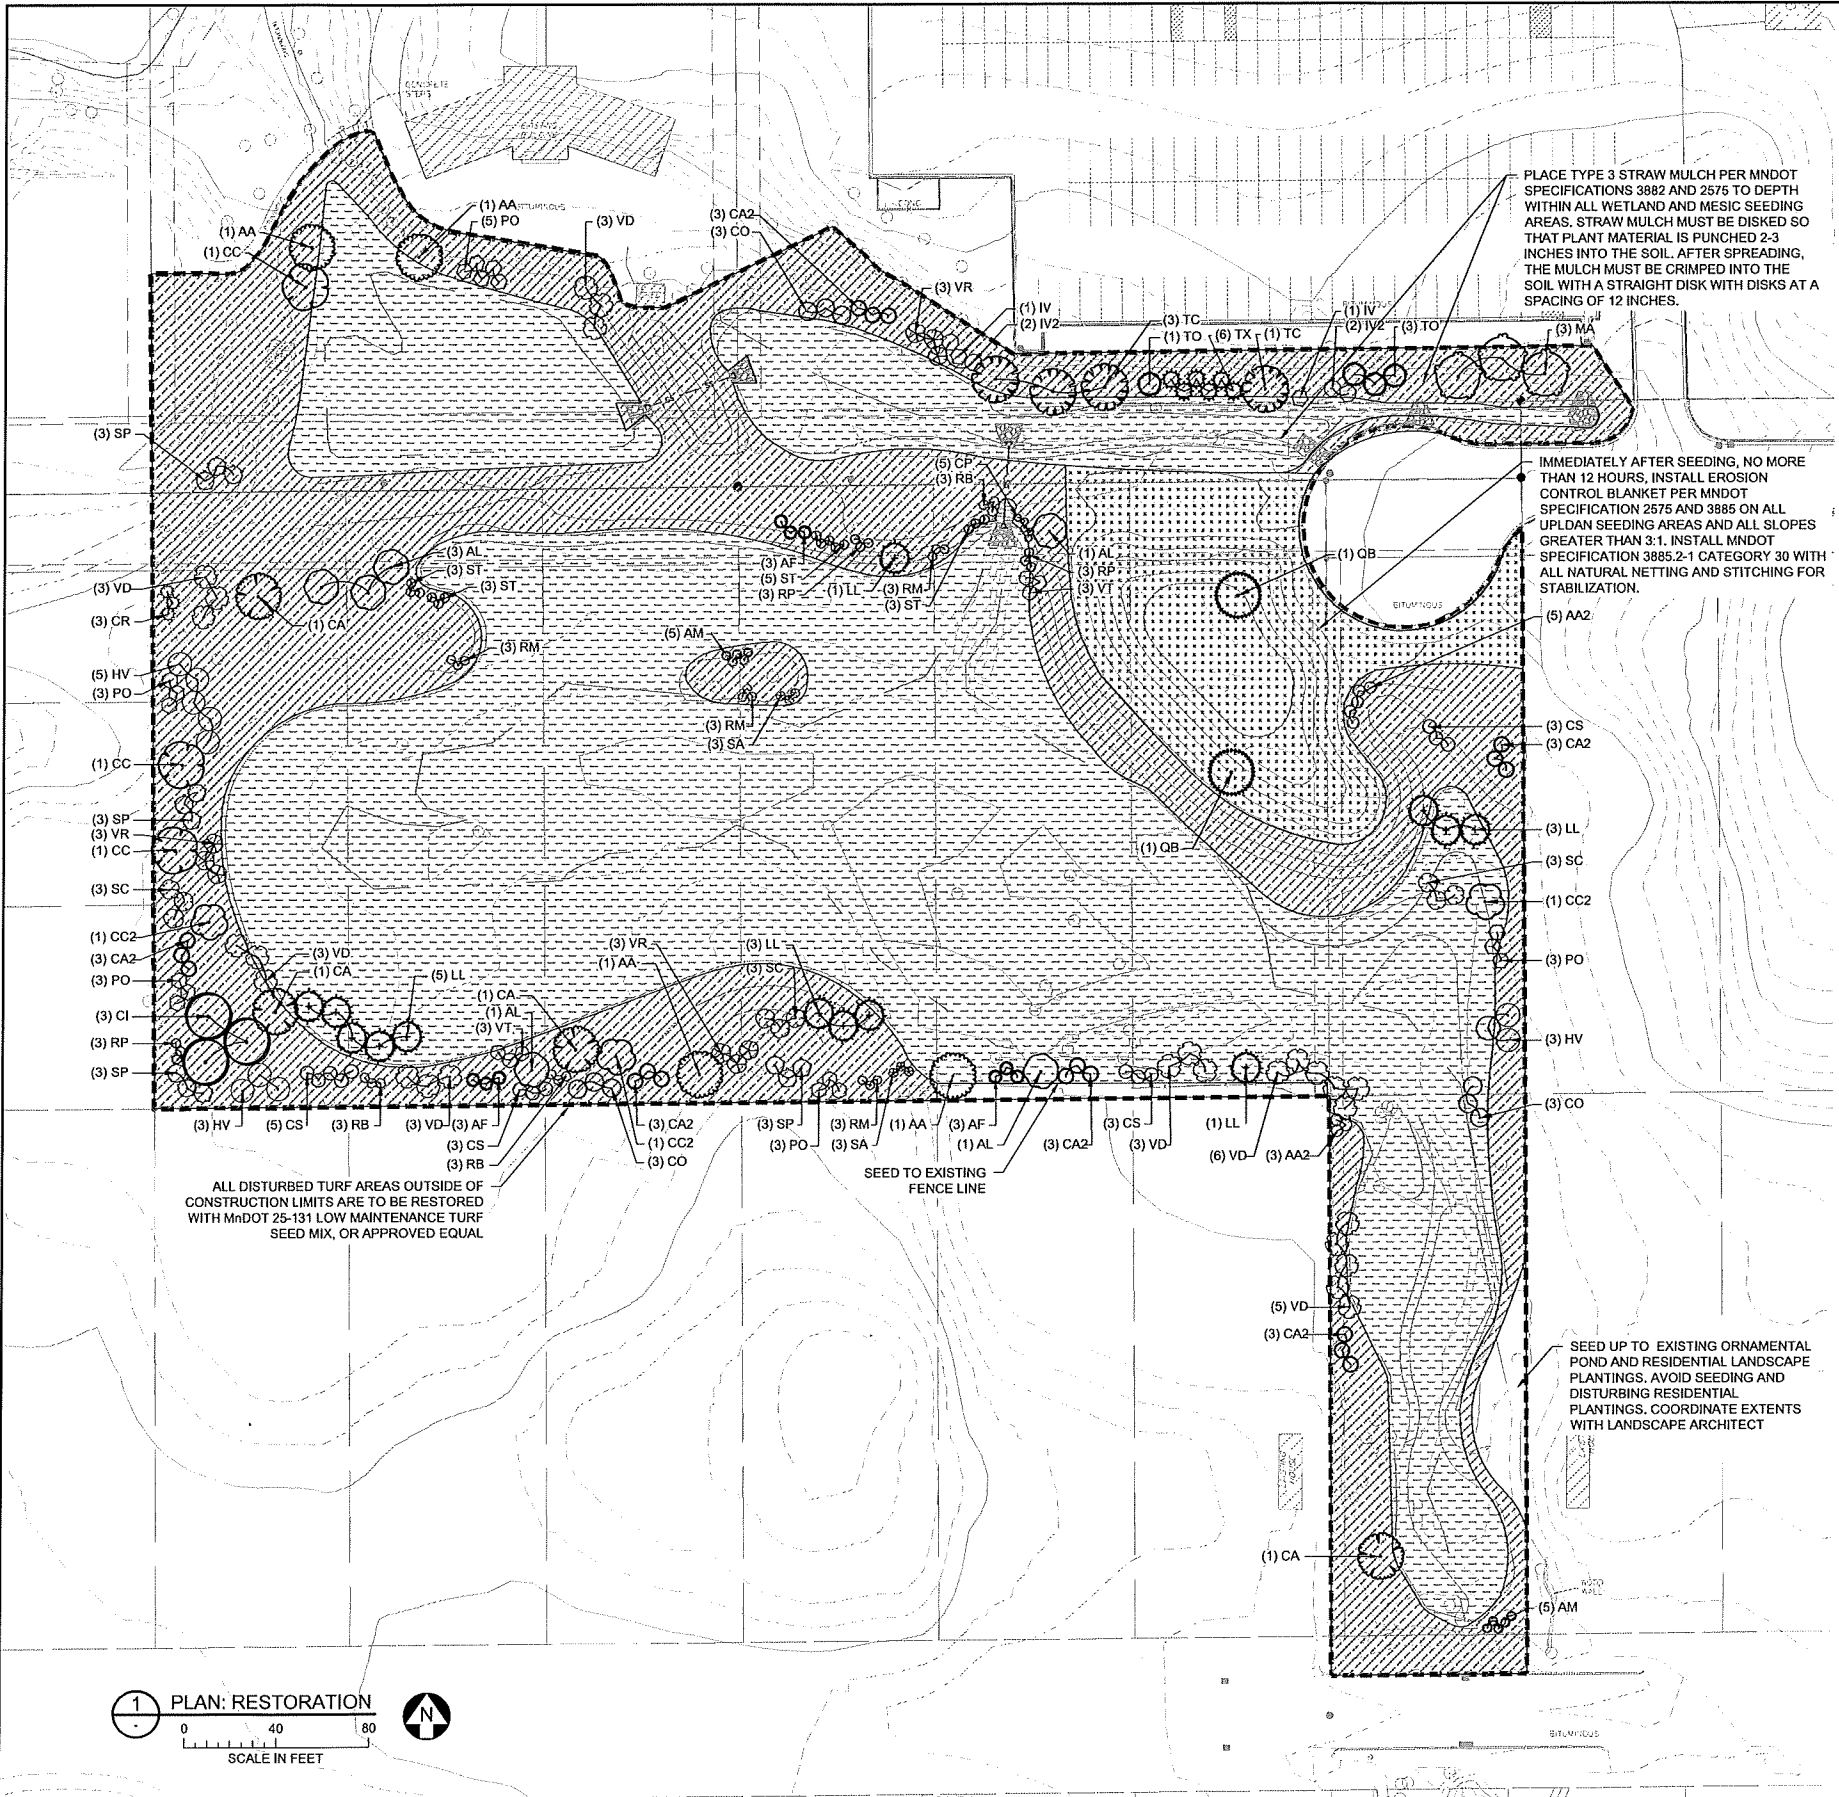 CONCRETE
STEPS
EXISTING
BUILDING
(1) AA
(5) PO
BITUMINOUS
(3) VD
(3) CA2
(3) CO
CONC
(1) AA
(1) CC
(3) VR
(1) IV
(2) IV2
(3) TC
(1) TO
(6) TX
(1) TC
BITUMINOUS
(1) IV
(2) IV2
(3) TO
(3) MA
PLACE TYPE 3 STRAW MULCH PER MNDOT
SPECIFICATIONS 3882 AND 2575 TO DEPTH
WITHIN ALL WETLAND AND MESIC SEEDING
AREAS. STRAW MULCH MUST BE DISKED SO
THAT PLANT MATERIAL IS PUNCHED 2-3
INCHES INTO THE SOIL. AFTER SPREADING,
THE MULCH MUST BE CRIMPED INTO THE
SOIL WITH A STRAIGHT DISK WITH DISKS AT A
SPACING OF 12 INCHES.
(3) SP
(5) CP
(3) RB
IMMEDIATELY AFTER SEEDING, NO MORE
THAN 12 HOURS, INSTALL EROSION
CONTROL BLANKET PER MNDOT
SPECIFICATION 2575 AND 3885 ON ALL
UPLDAN SEEDING AREAS AND ALL SLOPES
GREATER THAN 3:1. INSTALL MNDOT
SPECIFICATION 3885.2-1 CATEGORY 30 WITH
ALL NATURAL NETTING AND STITCHING FOR
STABILIZATION.
(3) AL
(3) ST
(3) ST
(3) AF
(5) ST
(3) RP
(1) LL
(3) RM
(3) ST
(1) AL
(3) RP
(3) VT
(1) QB
BITUMINOUS
(3) VD
(3) CR
(1) CA
(5) AA2
(5) AM
(3) RM
(5) HV
(3) PO
(3) RM
(3) SA
(3) CS
(3) CA2
(1) CC
(3) SP
(3) VR
(1) CC
(1) QB
(3) LL
(3) SC
(3) SC
(1) CC2
(1) CC2
(3) CA2
(3) PO
(3) VD
(1) CA
(5) LL
(3) VR
(1) AA
(3) LL
(3) SC
(3) PO
(1) CA
(1) AL
(3) VT
(3) CI
(3) RP
(3) SP
(3) HV
(3) CO
(3) HV
(5) CS
(3) RB
(3) VD
(3) AF
(3) CS
(3) RB
(3) CA2
(1) CC2
(3) CO
(3) SP
(3) PO
(3) RM
(3) SA
(1) AA
(3) AF
(1) AL
(3) CA2
(3) CS
(3) VD
(1) LL
(6) VD
(3) AA2
SEED TO EXISTING
FENCE LINE
ALL DISTURBED TURF AREAS OUTSIDE OF
CONSTRUCTION LIMITS ARE TO BE RESTORED
WITH MnDOT 25-131 LOW MAINTENANCE TURF
SEED MIX, OR APPROVED EQUAL
(5) VD
(3) CA2
SEED UP TO EXISTING ORNAMENTAL
POND AND RESIDENTIAL LANDSCAPE
PLANTINGS. AVOID SEEDING AND
DISTURBING RESIDENTIAL
PLANTINGS. COORDINATE EXTENTS
WITH LANDSCAPE ARCHITECT
(1) CA
WOOD
WALL
(5) AM
1
PLAN: RESTORATION
-
N
0 40 80
SCALE IN FEET
BITUMINOUS